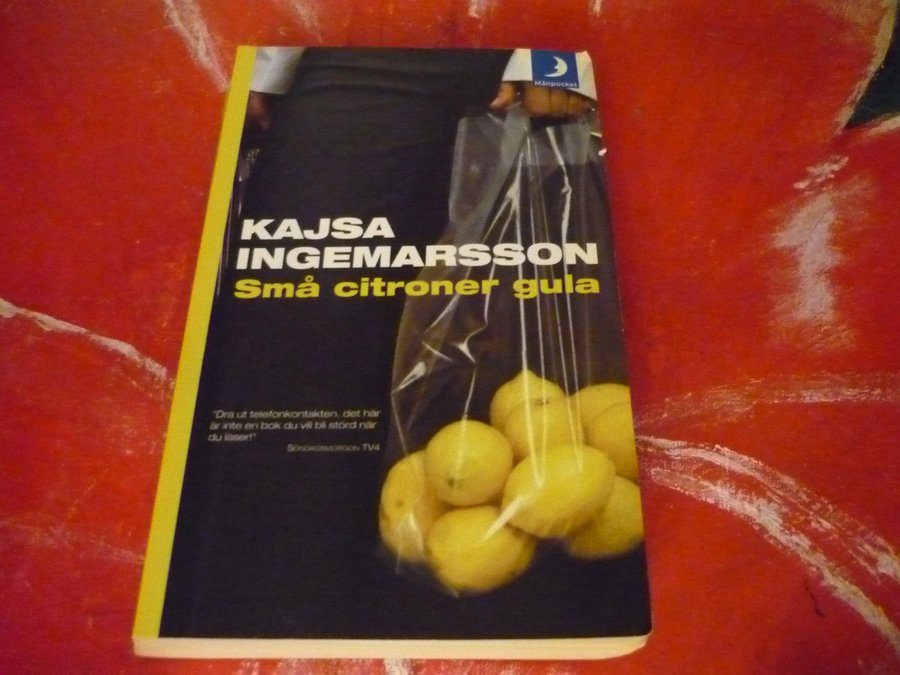 Månpocket
KAJSA
INGEMARSSON
Små citroner gula
"Dra ut telefonkontakten, det här
är inte en bok du vill bli störd när
du läser!"
Söndagsmorgon TV4